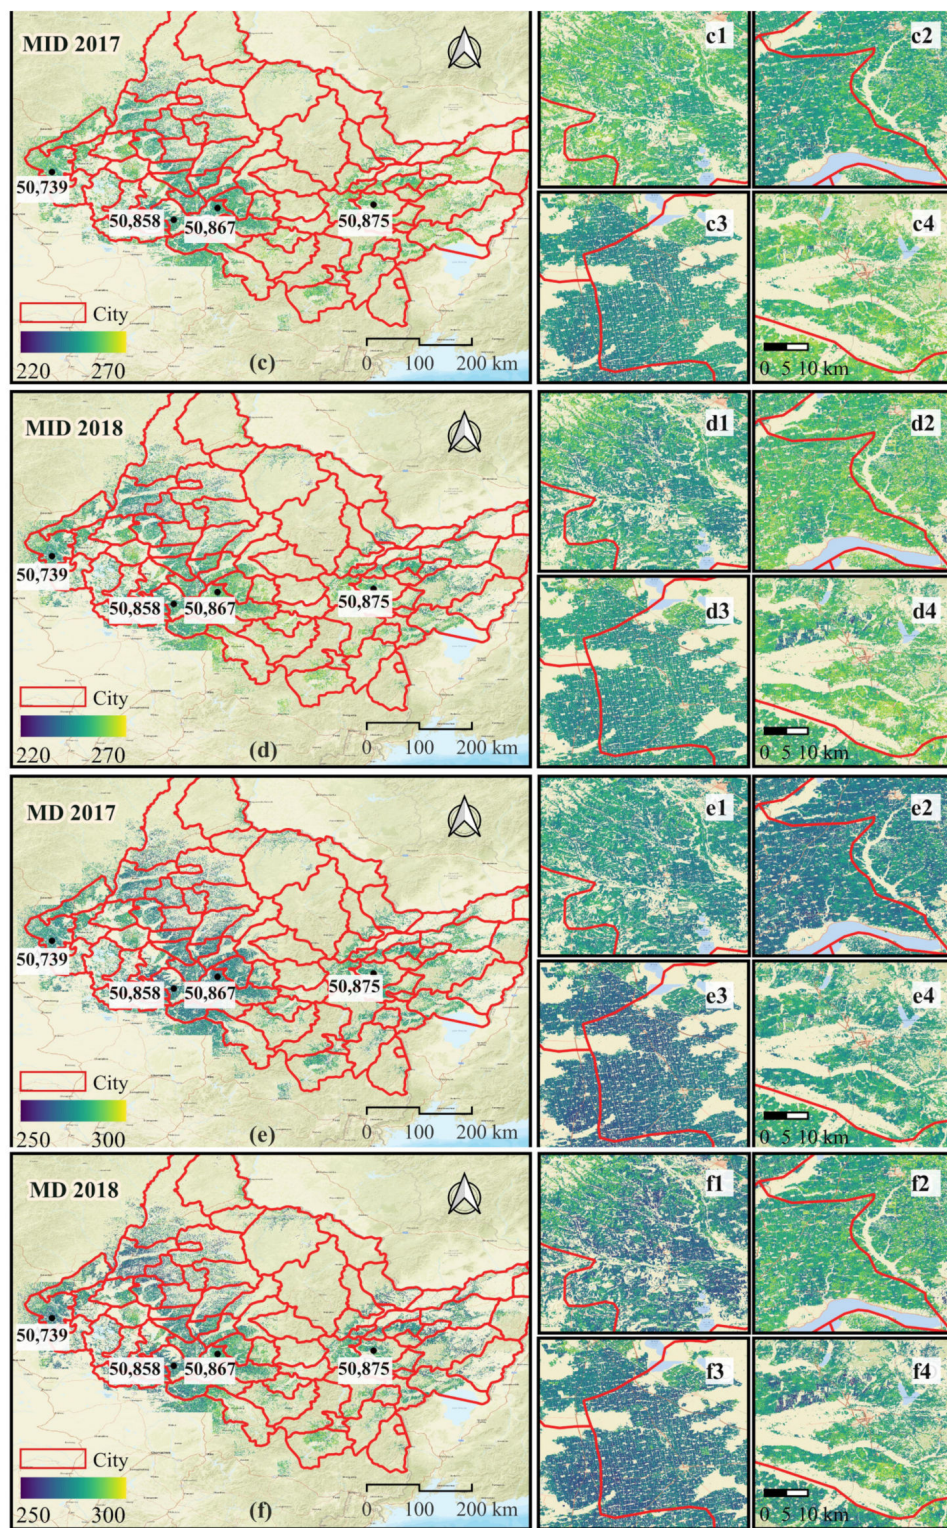 MID 2017
50,739
50,858
50,867
50,875
City
220
270
(c)
0 100 200 km
c1
c2
c3
c4
0 5 10 km
MID 2018
50,739
50,858
50,867
50,875
City
220
270
(d)
0 100 200 km
d1
d2
d3
d4
0 5 10 km
MD 2017
50,739
50,858
50,867
50,875
City
250
300
(e)
0 100 200 km
e1
e2
e3
e4
0 5 10 km
MD 2018
50,739
50,858
50,867
50,875
City
250
300
(f)
0 100 200 km
f1
f2
f3
f4
0 5 10 km